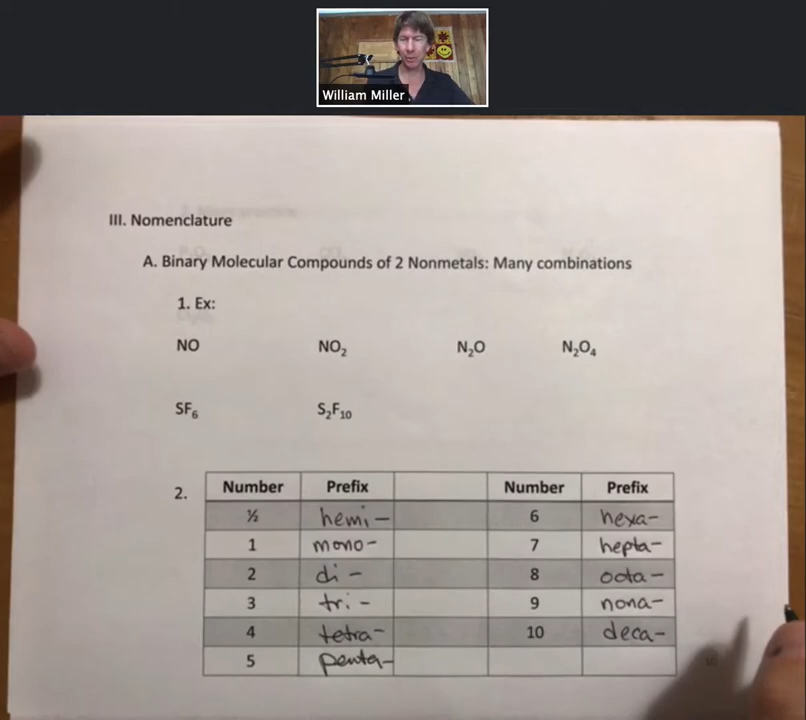 William Miller
III. Nomenclature
A. Binary Molecular Compounds of 2 Nonmetals: Many combinations
1. Ex:
NO NO₂ N₂O N₂O₄
SF₆ S₂F₁₀
2. Number Prefix Number Prefix
½ hemi- 6 hexa-
1 mono- 7 hepta-
2 di- 8 octa-
3 tri- 9 nona-
4 tetra- 10 deca-
5 penta-